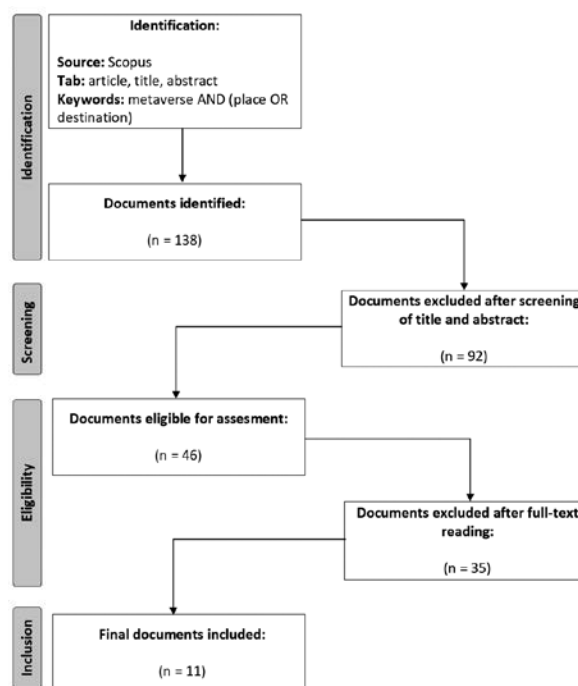 Identification
Identification:
Source: Scopus
Tab: article, title, abstract
Keywords: metaverse AND (place OR
destination)
Documents identified:
(n = 138)
Screening
Documents excluded after screening
of title and abstract:
(n = 92)
Eligibility
Documents eligible for assesment:
(n = 46)
Documents excluded after full-text
reading:
(n = 35)
Inclusion
Final documents included:
(n = 11)